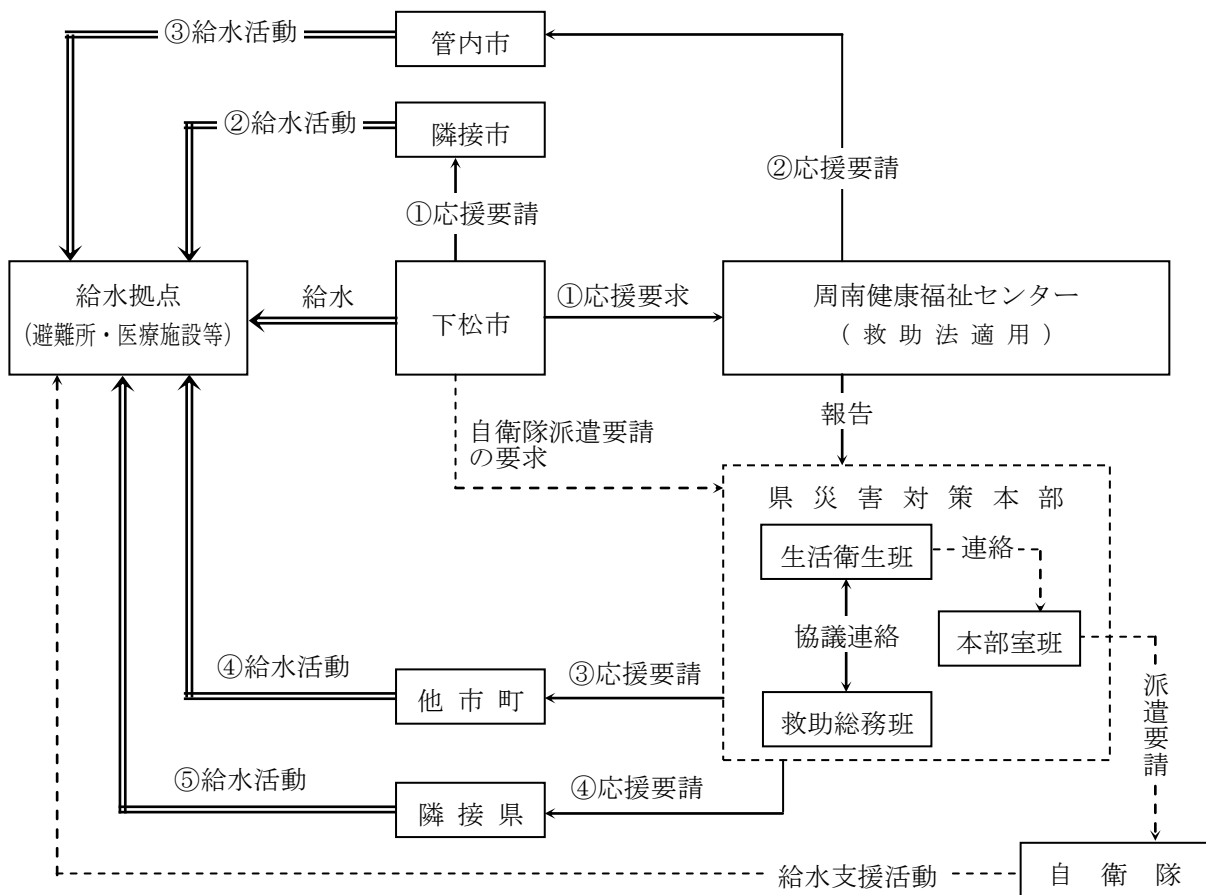 ③給水活動
管内市
②給水活動
隣接市
②応援要請
①応援要請
給水拠点
(避難所・医療施設等)
給水
下松市
①応援要求
周南健康福祉センター
(救助法適用)
報告
自衛隊派遣要請
の要求
県災害対策本部
生活衛生班
連絡
協議連絡
本部室班
救助総務班
④給水活動
他市町
③応援要請
派遣要請
⑤給水活動
隣接県
④応援要請
給水支援活動
自衛隊